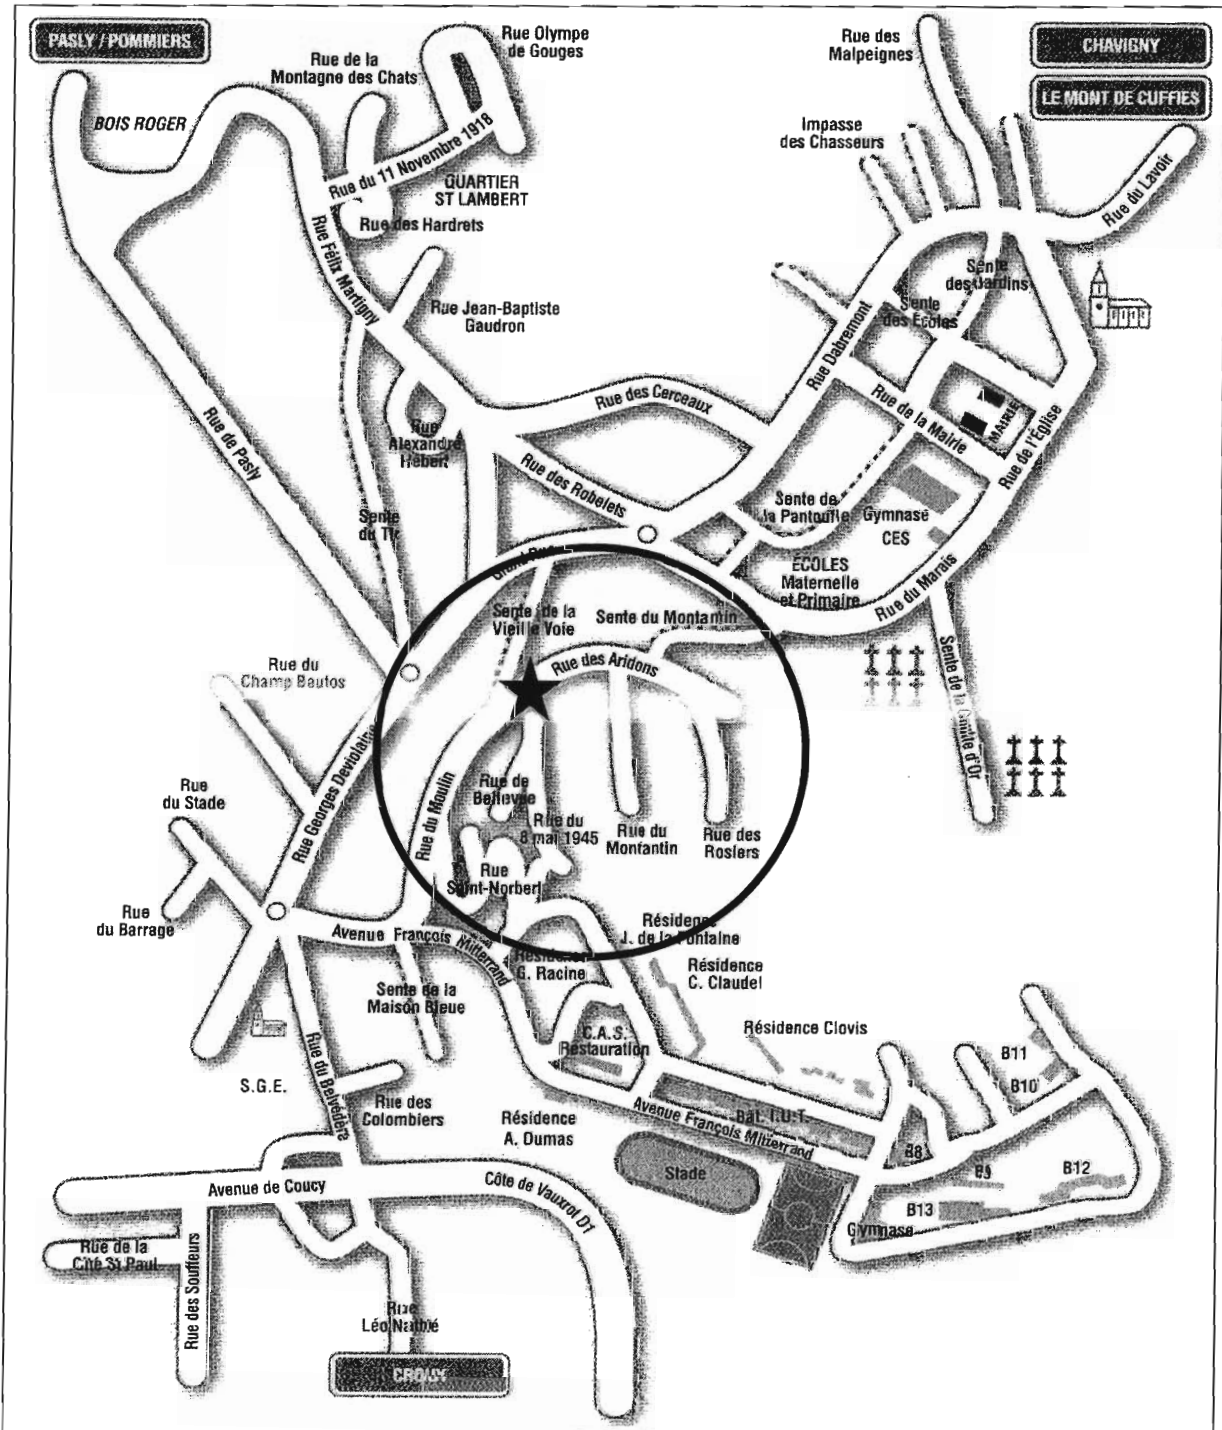 PASLY / POMMIERS
Rue Olympe
de Gouges
Rue des
Malpeignes
CHAVIGNY
LE MONT DE CUFFIES
Rue de la
Montagne des Chats
BOIS ROGER
Rue du 11 Novembre 1918
Impasse
des Chasseurs
QUARTIER
ST LAMBERT
Rue du Lavoir
Rue des Hardrets
Rue Félix Martigny
Sente
des Jardins
Rue Jean-Baptiste
Gaudron
Sente
des Écoles
Rue Dabremont
Rue des Cerceaux
Rue de la Mairie
MAIRIE
Rue de l'Église
Rue de Pasly
Rue
Alexandre
Hébert
Rue des Robelets
Sente de
la Pantoufle
Gymnase
CES
Sente
du Tir
Grand Rue
ÉCOLES
Maternelle
et Primaire
Rue du Marais
Sente de la
Vieille Voie
Sente du Montamin
Rue des Aridons
Sente de la Goutte d'Or
Rue du
Champ Bautos
Rue Georges Deviolaine
Rue
du Stade
Rue du Moulin
Rue de
Bellevue
Rue du
8 mai 1945
Rue du
Montantin
Rue des
Rosiers
Rue
Saint-Norbert
Rue
du Barrage
Avenue François Mitterrand
Résidence
J. de la Fontaine
Résidence
G. Racine
Résidence
C. Claudel
Sente de la
Maison Bleue
Résidence Clovis
C.A.S.
Restauration
B11
B10
Rue du Belvédère
S.G.E.
Rue des
Colombiers
Résidence
A. Dumas
Avenue François Mitterrand
Bât. I.U.T.
B8
B9
B12
Stade
Avenue de Coucy
Côte de Vauxrot D1
B13
Gymnase
Rue de la
Cité St Paul
Rue des Souffleurs
Rue
Léo Nathié
CROUY